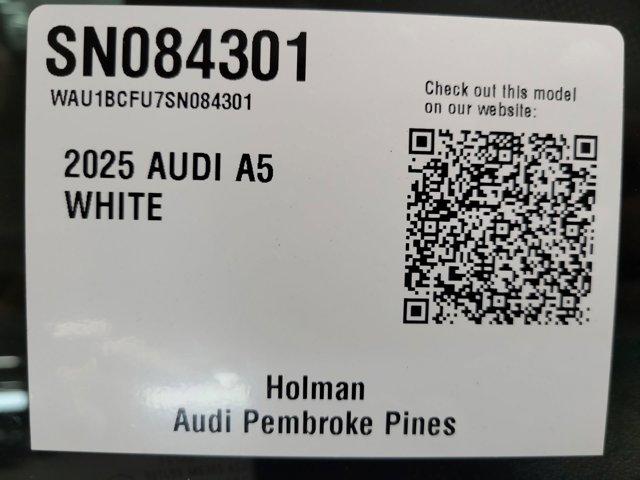 SN084301
WAU1BCFU7SN084301
Check out this model
on our website:
2025 AUDI A5
WHITE
Holman
Audi Pembroke Pines